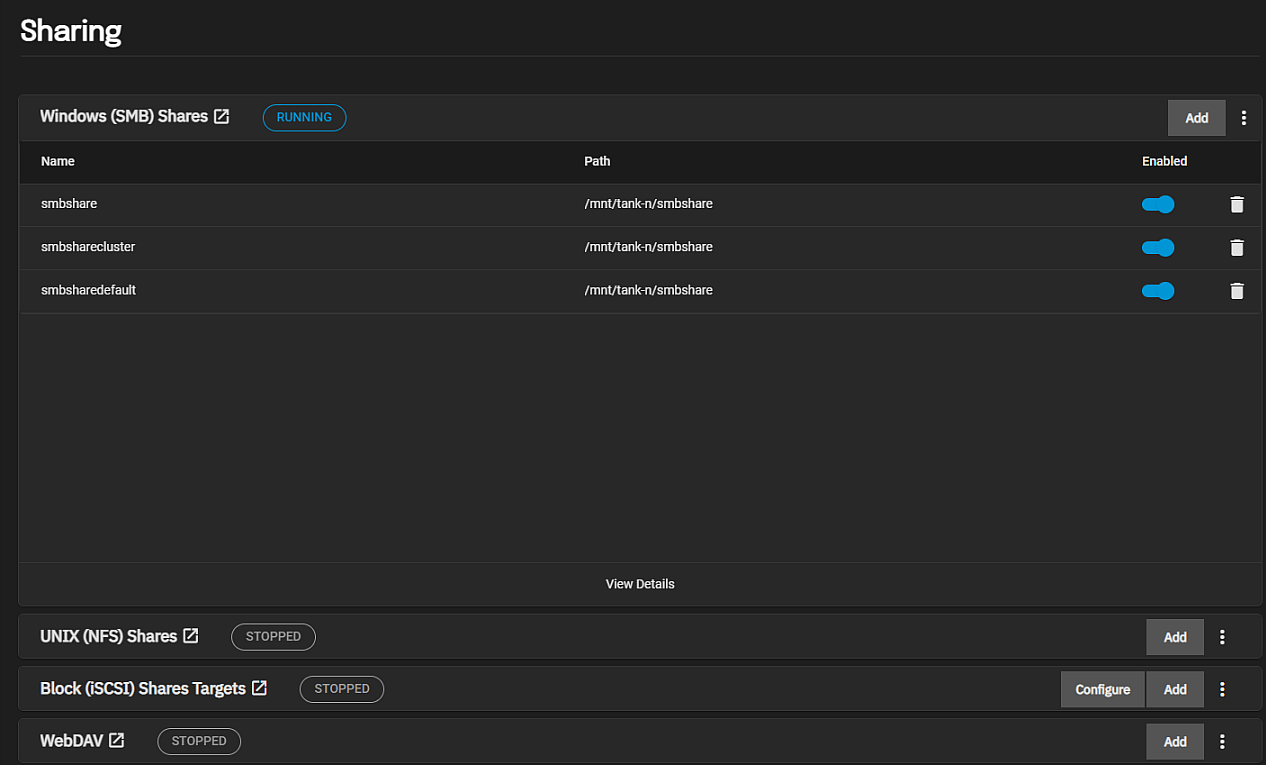 Sharing
Windows (SMB) Shares RUNNING Add
Name Path Enabled
smbshare /mnt/tank-n/smbshare
smbsharecluster /mnt/tank-n/smbshare
smbsharedefault /mnt/tank-n/smbshare
View Details
UNIX (NFS) Shares STOPPED Add
Block (iSCSI) Shares Targets STOPPED Configure Add
WebDAV STOPPED Add